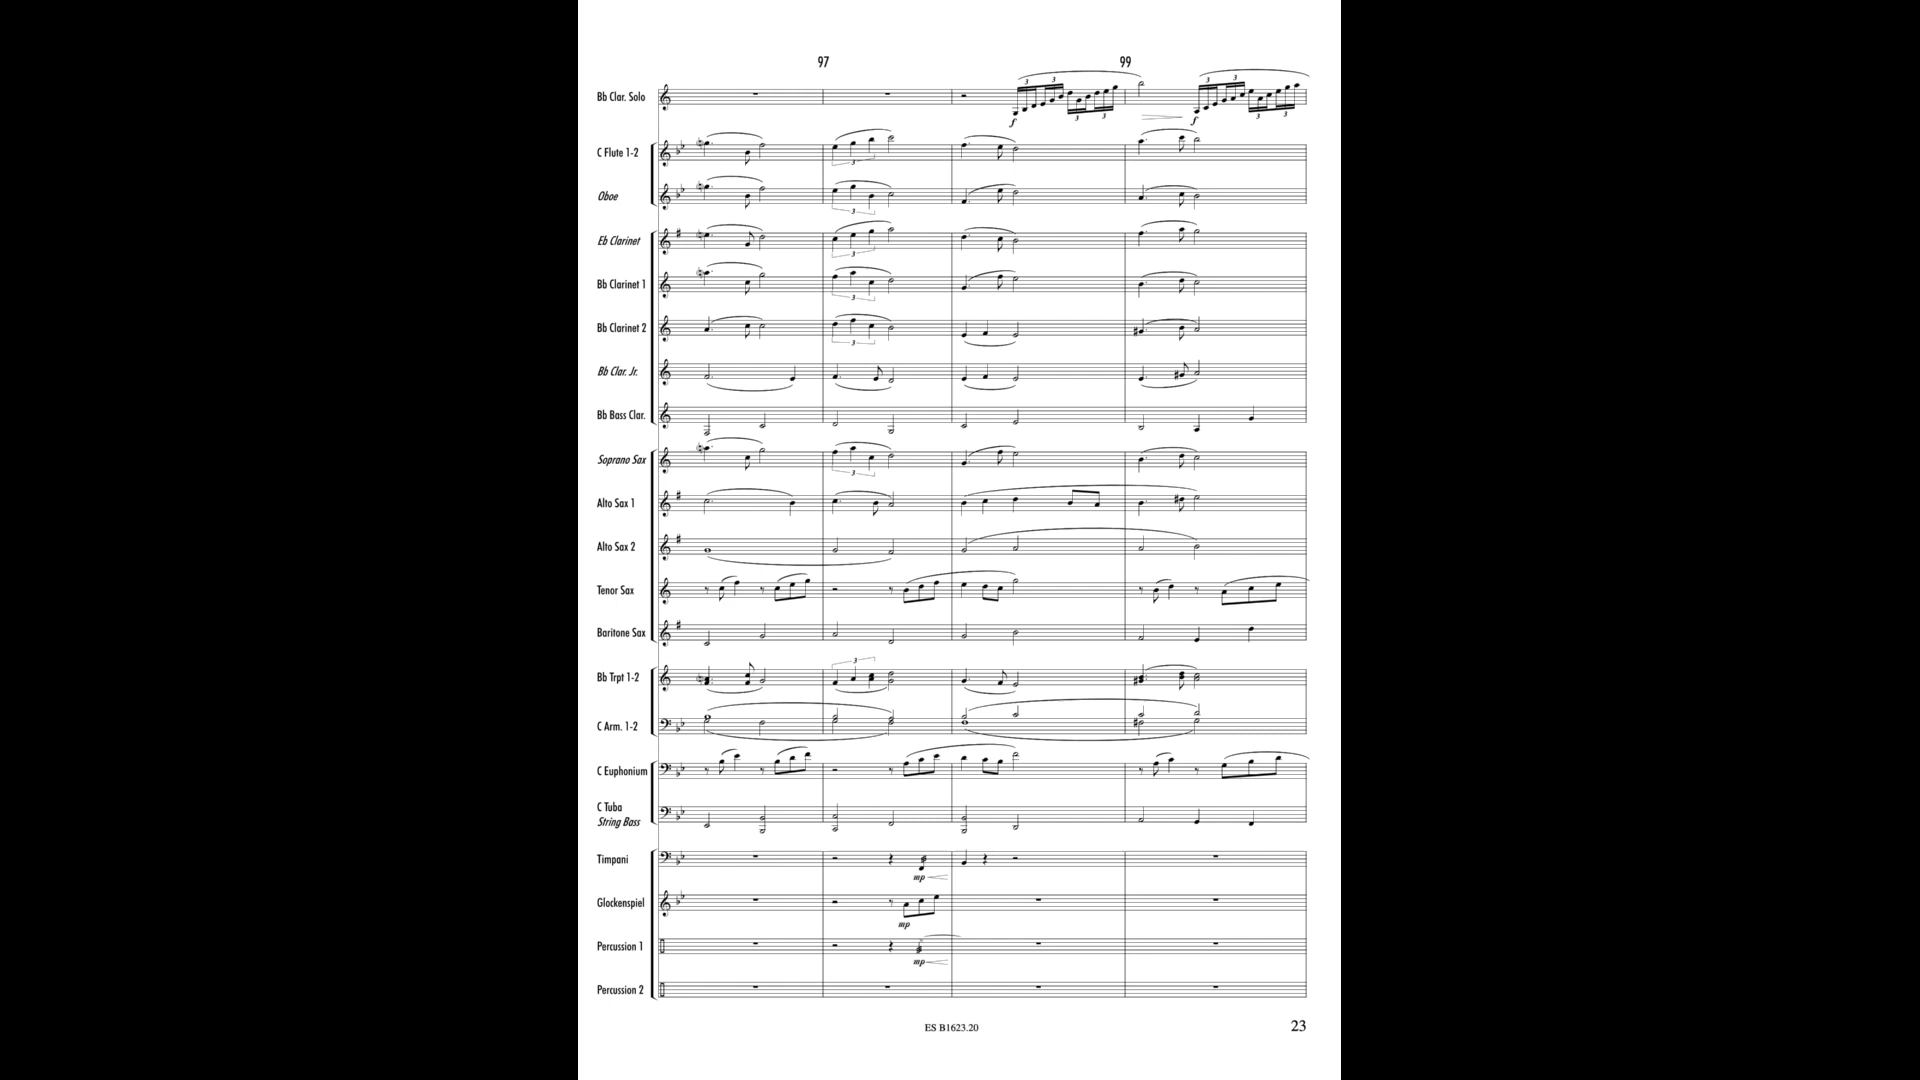 97 99
Bb Clar. Solo
3 3 3 3 3 3 3 3
f f
C Flute 1-2
3
Oboe
3
Eb Clarinet
3
Bb Clarinet 1
3
Bb Clarinet 2
3
Bb Clar. Jr.
Bb Bass Clar.
Soprano Sax
3
Alto Sax 1
Alto Sax 2
Tenor Sax
Baritone Sax
3
Bb Trpt 1-2
C Arm. 1-2
C Euphonium
C Tuba
String Bass
Timpani
mp
Glockenspiel
mp
Percussion 1
mp
Percussion 2
ES B1623.20
23